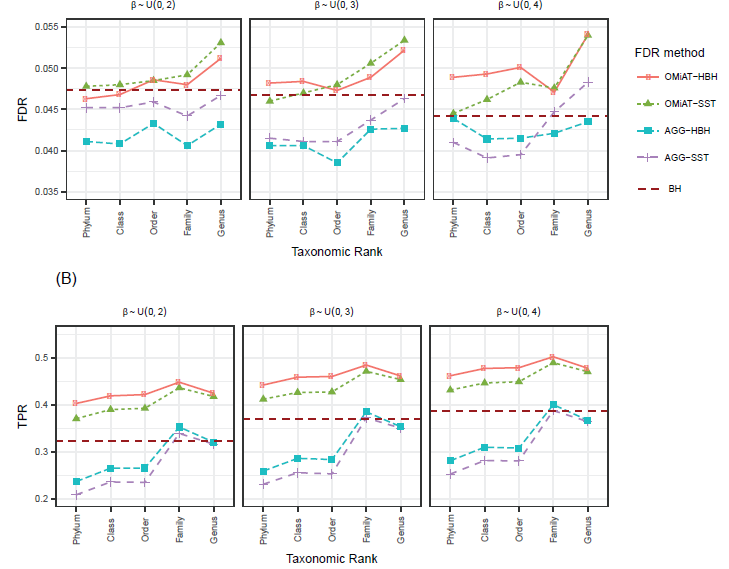 β ~ U(0, 2)
β ~ U(0, 3)
β ~ U(0, 4)
FDR
0.055
0.050
0.045
0.040
0.035
Phylum
Class
Order
Family
Genus
Phylum
Class
Order
Family
Genus
Phylum
Class
Order
Family
Genus
Taxonomic Rank
FDR method
OMiAT−HBH
OMiAT−SST
AGG−HBH
AGG−SST
BH
(B)
β ~ U(0, 2)
β ~ U(0, 3)
β ~ U(0, 4)
TPR
0.5
0.4
0.3
0.2
Phylum
Class
Order
Family
Genus
Phylum
Class
Order
Family
Genus
Phylum
Class
Order
Family
Genus
Taxonomic Rank